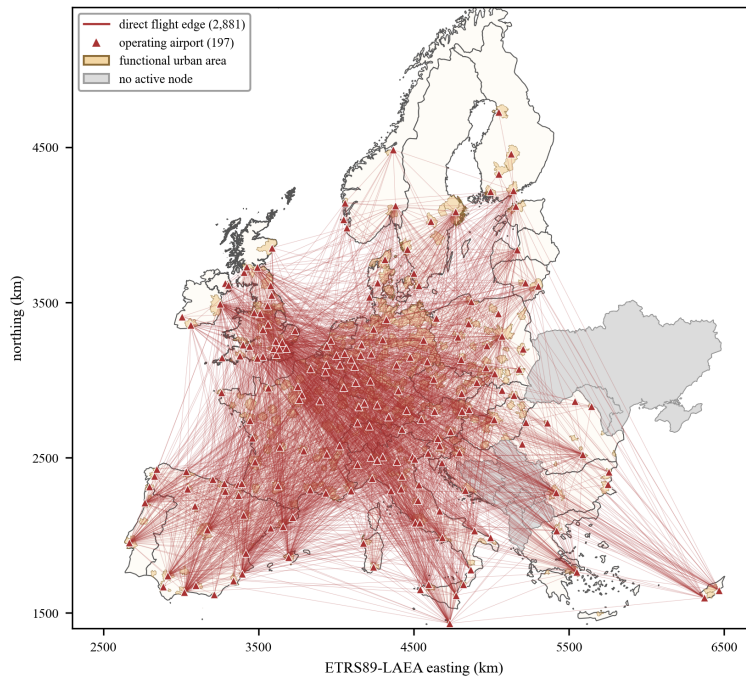 direct flight edge (2,881)
operating airport (197)
functional urban area
no active node
northing (km)
4500
3500
2500
1500
2500
3500
4500
5500
6500
ETRS89-LAEA easting (km)